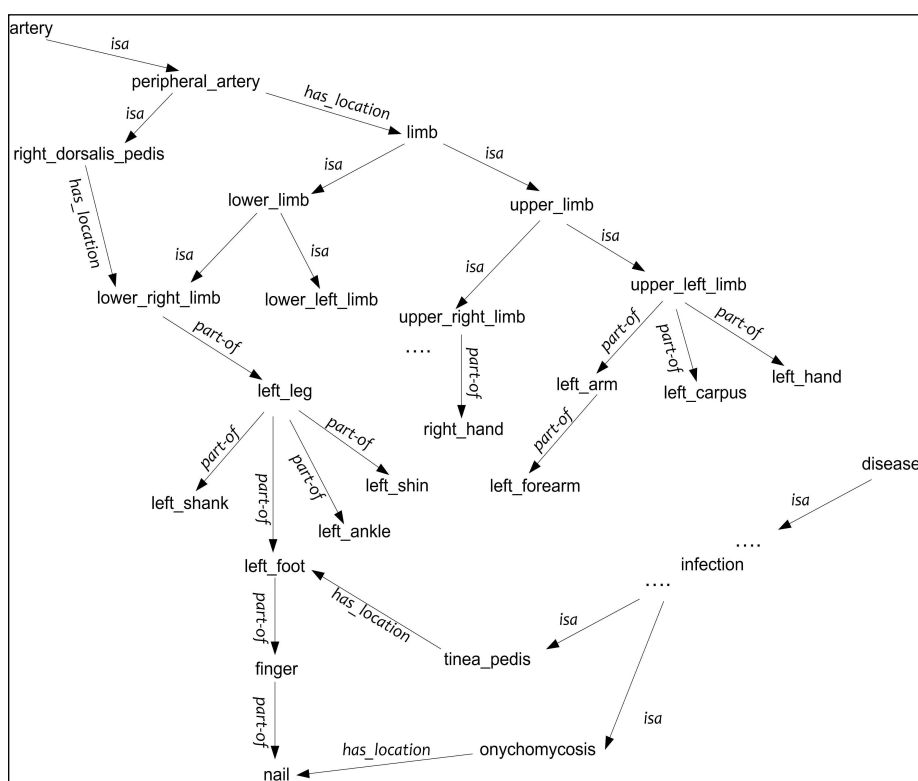 artery
isa
peripheral_artery
isa
has_location
limb
right_dorsalis_pedis
isa
isa
has_location
lower_limb
upper_limb
isa
isa
isa
isa
lower_right_limb
lower_left_limb
upper_right_limb
upper_left_limb
part-of
....
part-of
part-of
part-of
part-of
left_leg
left_arm
left_carpus
left_hand
right_hand
part-of
part-of
part-of
part-of
part-of
left_shank
left_ankle
left_shin
left_forearm
disease
isa
....
infection
....
left_foot
has_location
isa
part-of
finger
tinea_pedis
part-of
isa
has_location
onychomycosis
nail